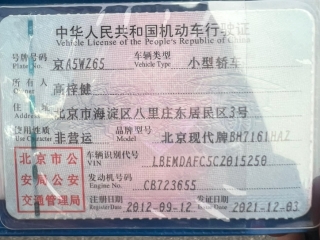 中华人民共和国机动车行驶证
Vehicle License of the People's Republic of China
号牌号码 京A5WZ65 车辆类型 小型轿车
Plate No. Vehicle Type
所有人 高梓健
住址 北京市海淀区八里庄东居民区3号
使用性质 非营运 品牌型号 北京现代牌BH7161HAZ
Use Character
北京市公 车辆识别代号 LBEMDAFC5CZ015250
VIN
安局公安 发动机号码 CB723655
Engine No.
交通管理局 注册日期 2012-09-12 发证日期 2021-12-03
Register Date Issue Date